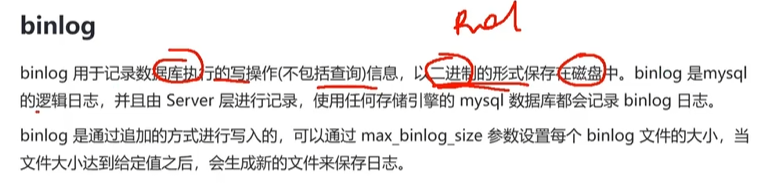 binlog
binlog 用于记录数据库执行的写操作(不包括查询)信息，以二进制的形式保存在磁盘中。binlog 是mysql
的逻辑日志，并且由 Server 层进行记录，使用任何存储引擎的 mysql 数据库都会记录 binlog 日志。
binlog 是通过追加的方式进行写入的，可以通过 max_binlog_size 参数设置每个 binlog 文件的大小，当
文件大小达到给定值之后，会生成新的文件来保存日志。